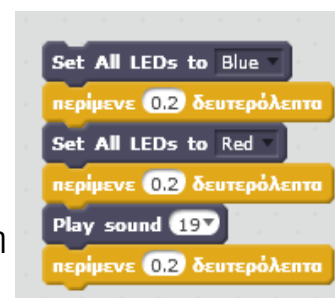 Set All LEDs to Blue
περίμενε 0.2 δευτερόλεπτα
Set All LEDs to Red
περίμενε 0.2 δευτερόλεπτα
Play sound 19
περίμενε 0.2 δευτερόλεπτα